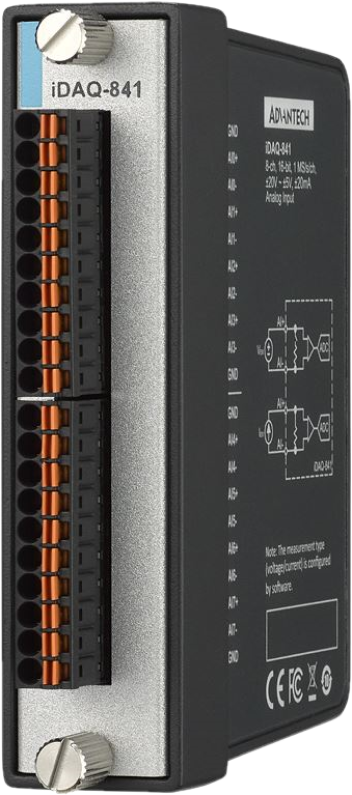 iDAQ-841
ADVANTECH
iDAQ-841
8-ch, 16-bit, 1 MS/s/ch,
±20V ~ ±5V, ±20mA
Analog Input
GND
AI0+
AI0-
AI1+
AI1-
AI2+
AI2-
AI3+
AI3-
GND
GND
AI4+
AI4-
AI5+
AI5-
AI6+
AI6-
AI7+
AI7-
GND
AI+
ADC
AI-
AI+
ADC
AI-
iDAQ-841
Note: The measurement type
(voltage/current) is configured
by software.
CE FC